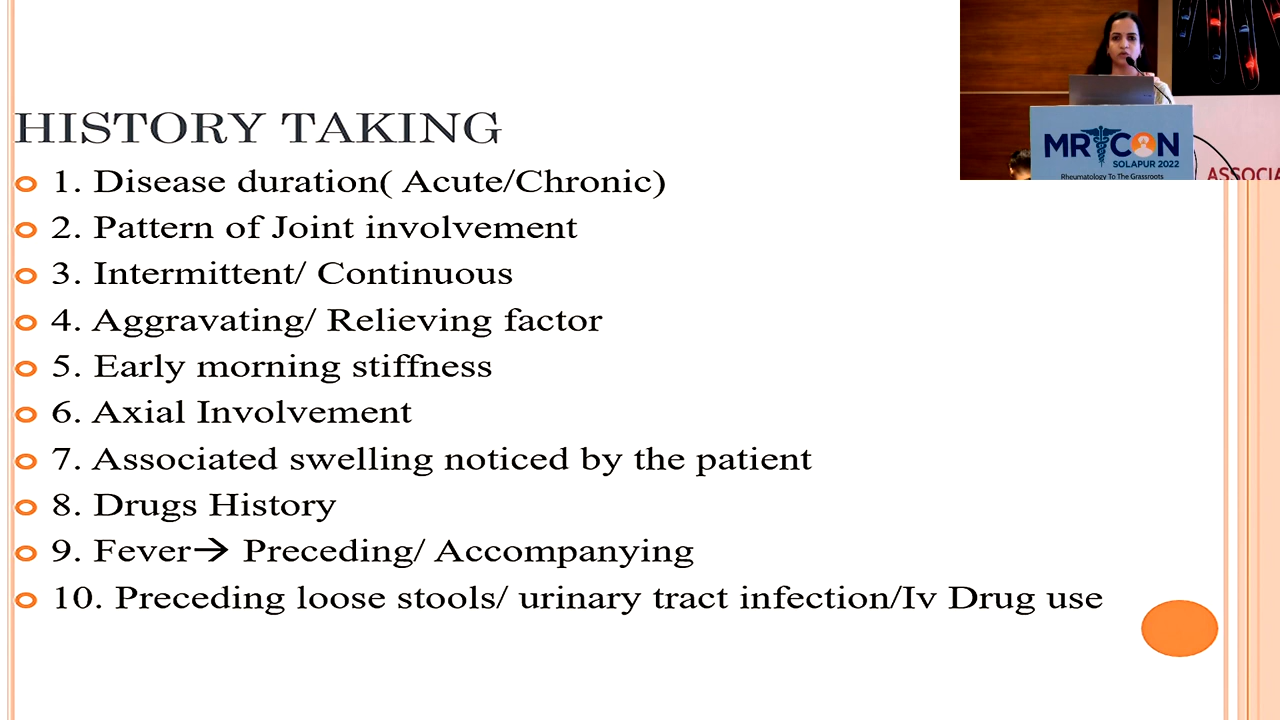 HISTORY TAKING
1. Disease duration( Acute/Chronic)
2. Pattern of Joint involvement
3. Intermittent/ Continuous
4. Aggravating/ Relieving factor
5. Early morning stiffness
6. Axial Involvement
7. Associated swelling noticed by the patient
8. Drugs History
9. Fever→ Preceding/ Accompanying
10. Preceding loose stools/ urinary tract infection/Iv Drug use
MRCON
SOLAPUR 2022
Rheumatology To The Grassroots
ASSOCIA